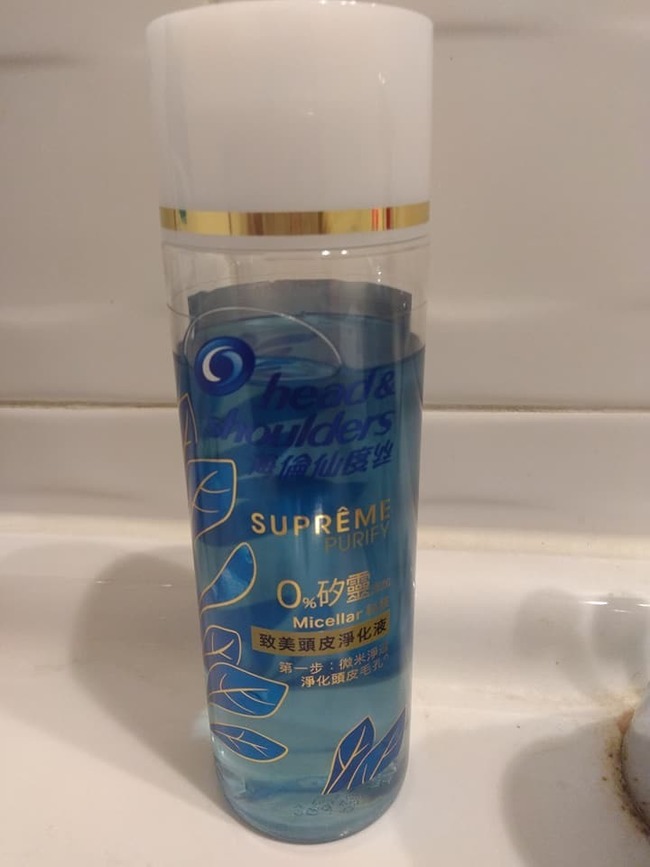 head &
shoulders
海倫仙度絲
SUPRÊME
PURIFY
0%矽靈
Micellar
致美頭皮淨化液
第一步：微米淨
淨化頭皮毛孔